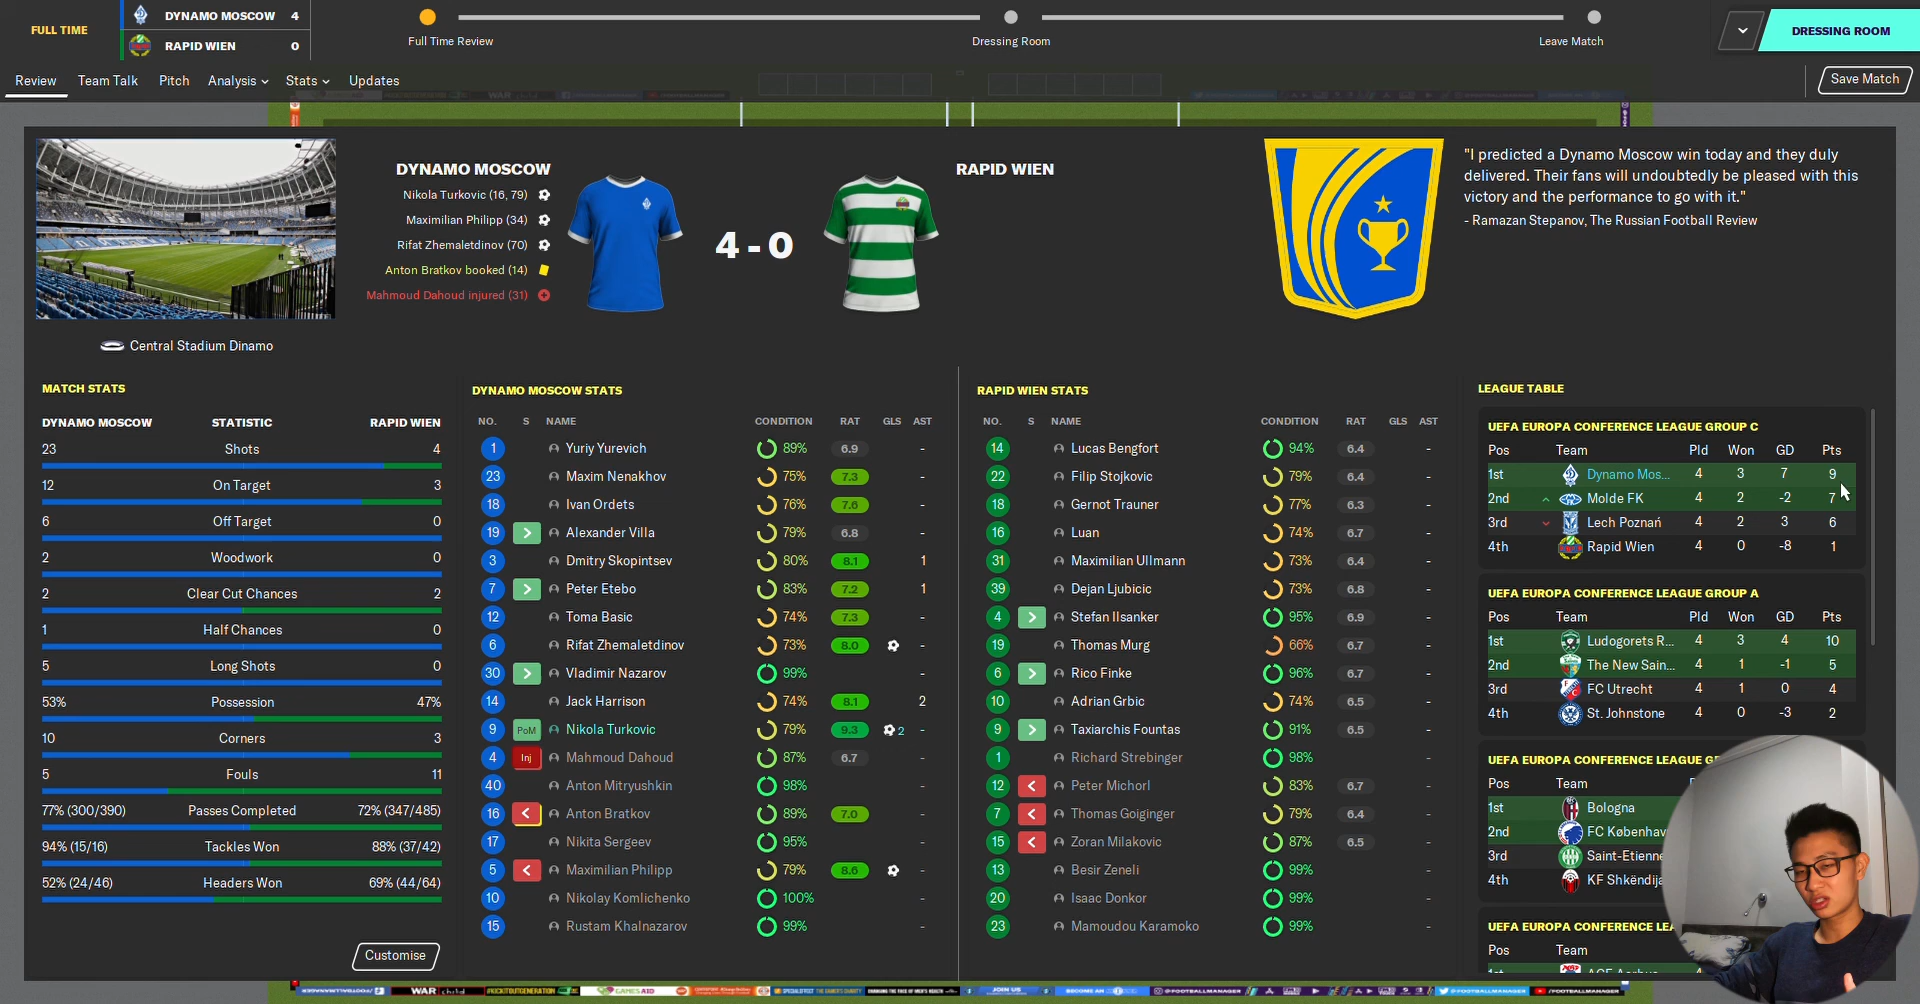 FULL TIME
DYNAMO MOSCOW 4
RAPID WIEN 0
Full Time Review
Dressing Room
Leave Match
DRESSING ROOM
Review
Team Talk
Pitch
Analysis
Stats
Updates
Save Match
DYNAMO MOSCOW
Nikola Turkovic (16, 79)
Maximilian Philipp (34)
Rifat Zhemaletdinov (70)
Anton Bratkov booked (14)
Mahmoud Dahoud injured (31)
4 - 0
RAPID WIEN
"I predicted a Dynamo Moscow win today and they duly
delivered. Their fans will undoubtedly be pleased with this
victory and the performance to go with it."
- Ramazan Stepanov, The Russian Football Review
Central Stadium Dinamo
MATCH STATS
DYNAMO MOSCOW STATISTIC RAPID WIEN
23 Shots 4
12 On Target 3
6 Off Target 0
2 Woodwork 0
2 Clear Cut Chances 2
1 Half Chances 0
5 Long Shots 0
53% Possession 47%
10 Corners 3
5 Fouls 11
77% (300/390) Passes Completed 72% (347/485)
94% (15/16) Tackles Won 88% (37/42)
52% (24/46) Headers Won 69% (44/64)
Customise
DYNAMO MOSCOW STATS
NO. S NAME CONDITION RAT GLS AST
1 Yuriy Yurevich 89% 6.9 -
23 Maxim Nenakhov 75% 7.3 -
18 Ivan Ordets 76% 7.6 -
19 Alexander Villa 79% 6.8 -
3 Dmitry Skopintsev 80% 8.1 1
7 Peter Etebo 83% 7.2 1
12 Toma Basic 74% 7.3 -
6 Rifat Zhemaletdinov 73% 8.0 -
30 Vladimir Nazarov 99% -
14 Jack Harrison 74% 8.1 2
9 PoM Nikola Turkovic 79% 9.3 2 -
4 Inj Mahmoud Dahoud 87% 6.7 -
40 Anton Mitryushkin 98% -
16 Anton Bratkov 89% 7.0 -
17 Nikita Sergeev 95% -
5 Maximilian Philipp 79% 8.6 -
10 Nikolay Komlichenko 100% -
15 Rustam Khalnazarov 99% -
RAPID WIEN STATS
NO. S NAME CONDITION RAT GLS AST
14 Lucas Bengfort 94% 6.4 -
22 Filip Stojkovic 79% 6.4 -
18 Gernot Trauner 77% 6.3 -
16 Luan 74% 6.7 -
31 Maximilian Ullmann 73% 6.4 -
39 Dejan Ljubicic 73% 6.8 -
4 Stefan Ilsanker 95% 6.9 -
19 Thomas Murg 66% 6.7 -
6 Rico Finke 96% 6.7 -
10 Adrian Grbic 74% 6.5 -
9 Taxiarchis Fountas 91% 6.5 -
1 Richard Strebinger 98% -
12 Peter Michorl 83% 6.7 -
7 Thomas Goiginger 79% 6.4 -
15 Zoran Milakovic 87% 6.5 -
13 Besir Zeneli 99% -
20 Isaac Donkor 99% -
23 Mamoudou Karamoko 99% -
LEAGUE TABLE
UEFA EUROPA CONFERENCE LEAGUE GROUP C
Pos Team Pld Won GD Pts
1st Dynamo Mos... 4 3 7 9
2nd Molde FK 4 2 -2 7
3rd Lech Poznań 4 2 3 6
4th Rapid Wien 4 0 -8 1
UEFA EUROPA CONFERENCE LEAGUE GROUP A
Pos Team Pld Won GD Pts
1st Ludogorets R... 4 3 4 10
2nd The New Sain... 4 1 -1 5
3rd FC Utrecht 4 1 0 4
4th St. Johnstone 4 0 -3 2
UEFA EUROPA CONFERENCE LEAGUE
Pos Team
1st Bologna
2nd FC Københav
3rd Saint-Etienne
4th KF Shkëndija
UEFA EUROPA CONFERENCE
Pos Team
WAR child
GAMESAID
SPECIALEFFECT
JOIN US
@FOOTBALLMANAGER
/FOOTBALLMANAGER